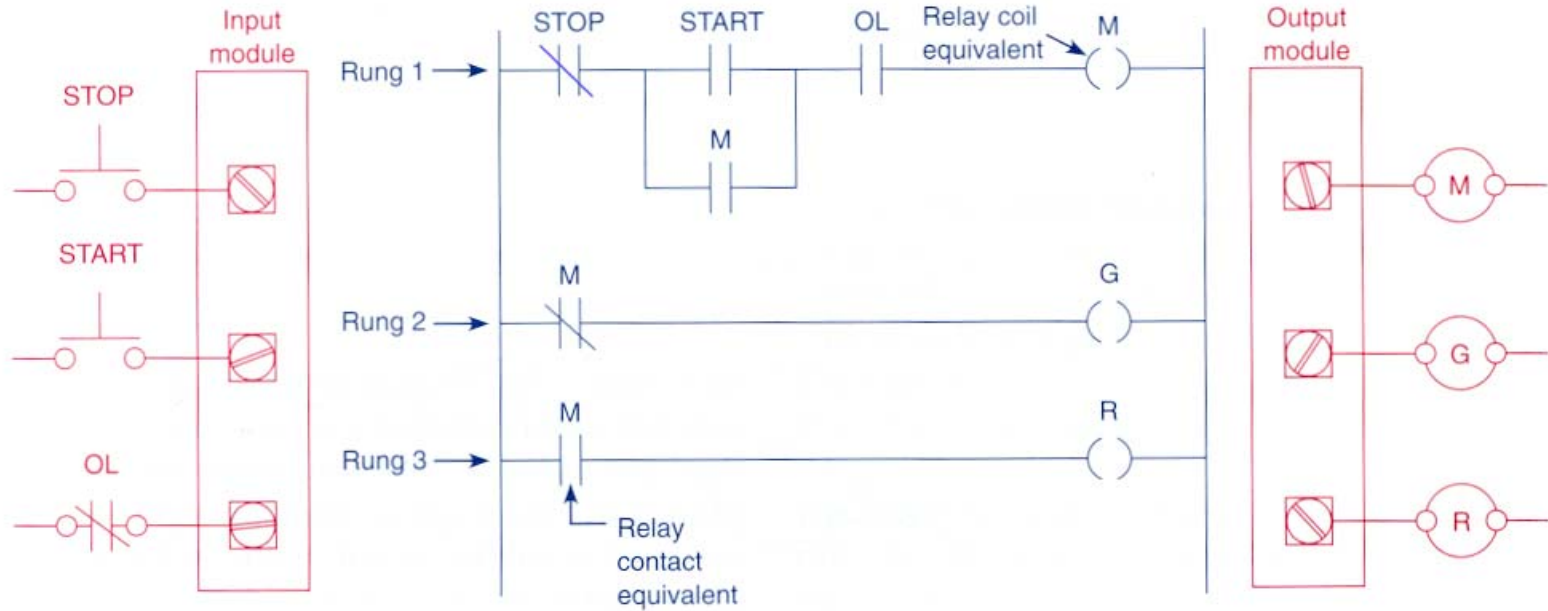 Input
module
STOP
START
OL
Rung 1
STOP
START
OL
Relay coil
equivalent
M
M
Rung 2
M
G
Rung 3
M
R
Relay
contact
equivalent
Output
module
M
G
R